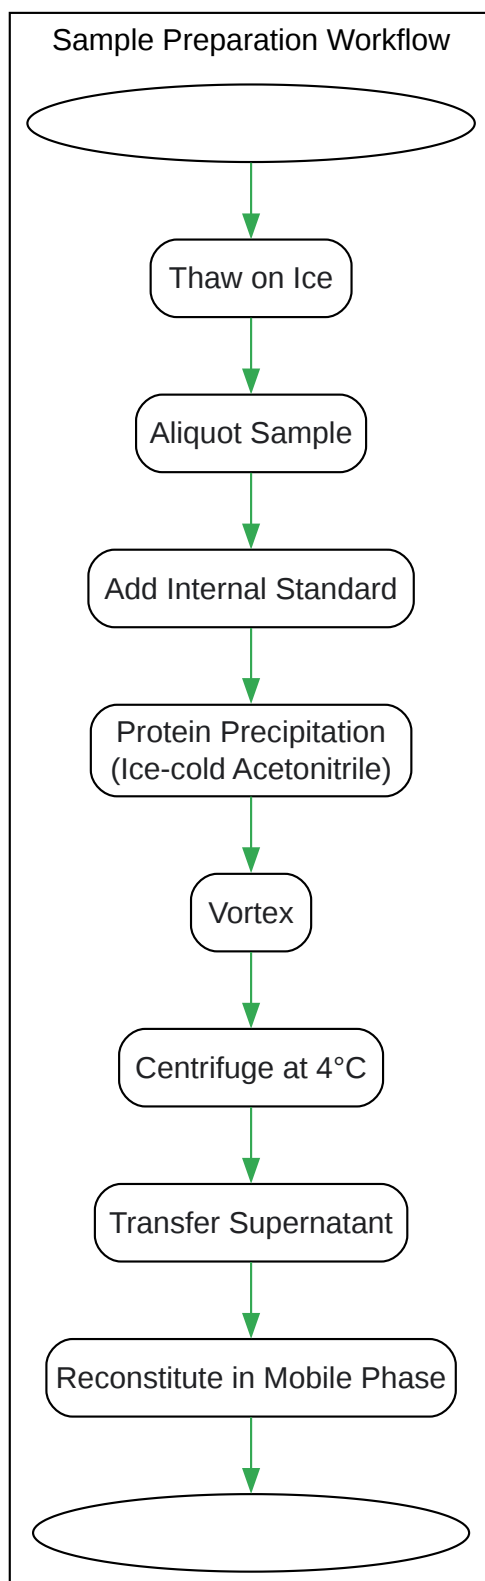 Sample Preparation Workflow
Thaw on Ice
Aliquot Sample
Add Internal Standard
Protein Precipitation
(Ice-cold Acetonitrile)
Vortex
Centrifuge at 4°C
Transfer Supernatant
Reconstitute in Mobile Phase